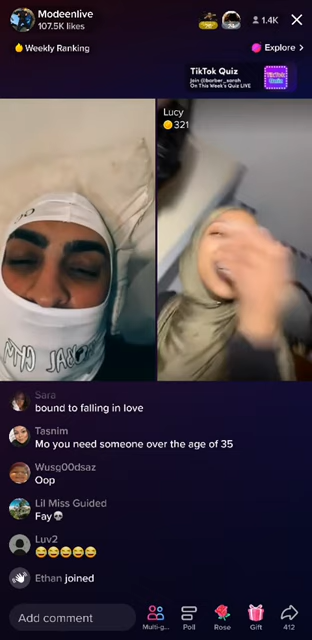 Modeenlive
107.5K likes
1.4K
Weekly Ranking
Explore >
TikTok Quiz
Join @barber_sarah
On This Week's Quiz LIVE
TikTok
Quiz
Lucy
321
Sara
bound to falling in love
Tasnim
Mo you need someone over the age of 35
Wusg00dsaz
Oop
Lil Miss Guided
Fay💀
Luv2
😂😂😂😂😂
Ethan joined
Add comment
Multi-g...
Poll
Rose
Gift
412